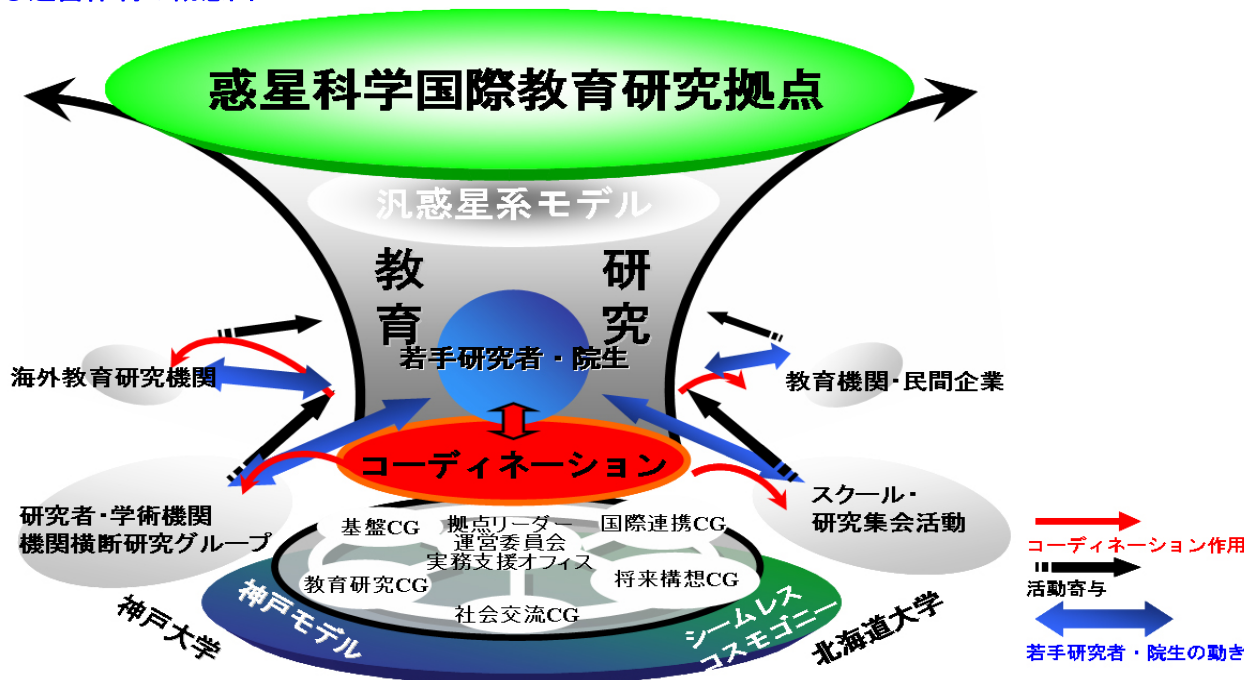 惑星科学国際教育研究拠点
汎惑星系モデル
教育
研究
若手研究者・院生
海外教育研究機関
教育機関・民間企業
コーディネーション
研究者・学術機関
機関横断研究グループ
スクール・
研究集会活動
基盤CG
拠点リーダー
運営委員会
実務支援オフィス
国際連携CG
教育研究CG
将来構想CG
社会交流CG
神戸モデル
シームレス
コスモゴニー
神戸大学
北海道大学
コーディネーション作用
活動寄与
若手研究者・院生の動き